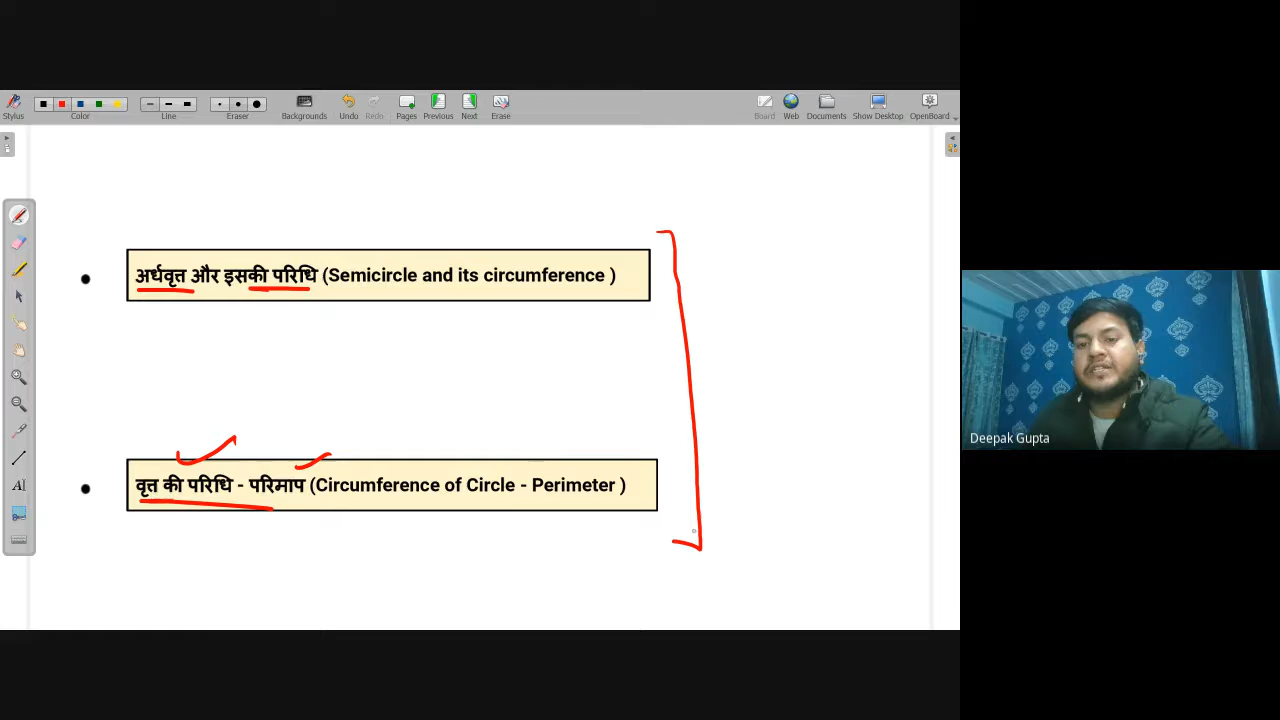 Stylus
Color
Line
Eraser
Backgrounds
Undo
Redo
Pages
Previous
Next
Erase
Board
Web
Documents
Show Desktop
OpenBoard
अर्धवृत्त और इसकी परिधि (Semicircle and its circumference )
वृत्त की परिधि - परिमाप (Circumference of Circle - Perimeter )
Deepak Gupta